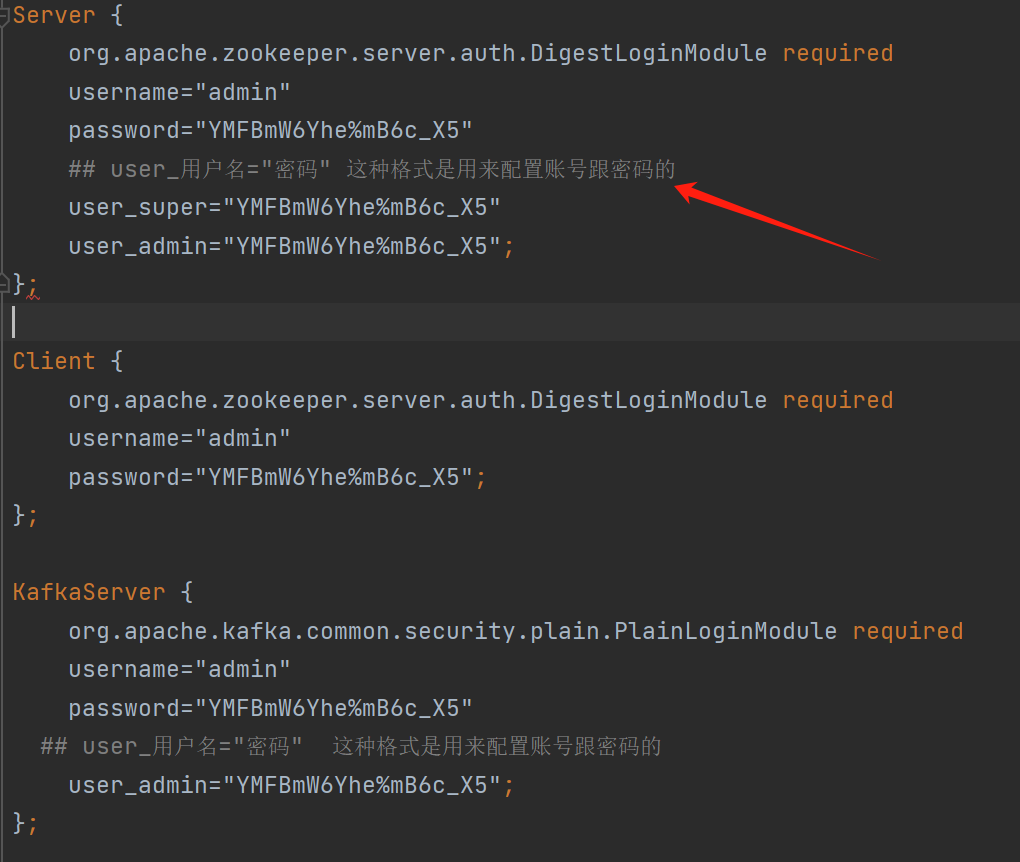 Server {
org.apache.zookeeper.server.auth.DigestLoginModule required
username="admin"
password="YMFBmW6Yhe%mB6c_X5"
## user_用户名="密码" 这种格式是用来配置账号跟密码的
user_super="YMFBmW6Yhe%mB6c_X5"
user_admin="YMFBmW6Yhe%mB6c_X5";
};
Client {
org.apache.zookeeper.server.auth.DigestLoginModule required
username="admin"
password="YMFBmW6Yhe%mB6c_X5";
};
KafkaServer {
org.apache.kafka.common.security.plain.PlainLoginModule required
username="admin"
password="YMFBmW6Yhe%mB6c_X5"
## user_用户名="密码"  这种格式是用来配置账号跟密码的
user_admin="YMFBmW6Yhe%mB6c_X5";
};